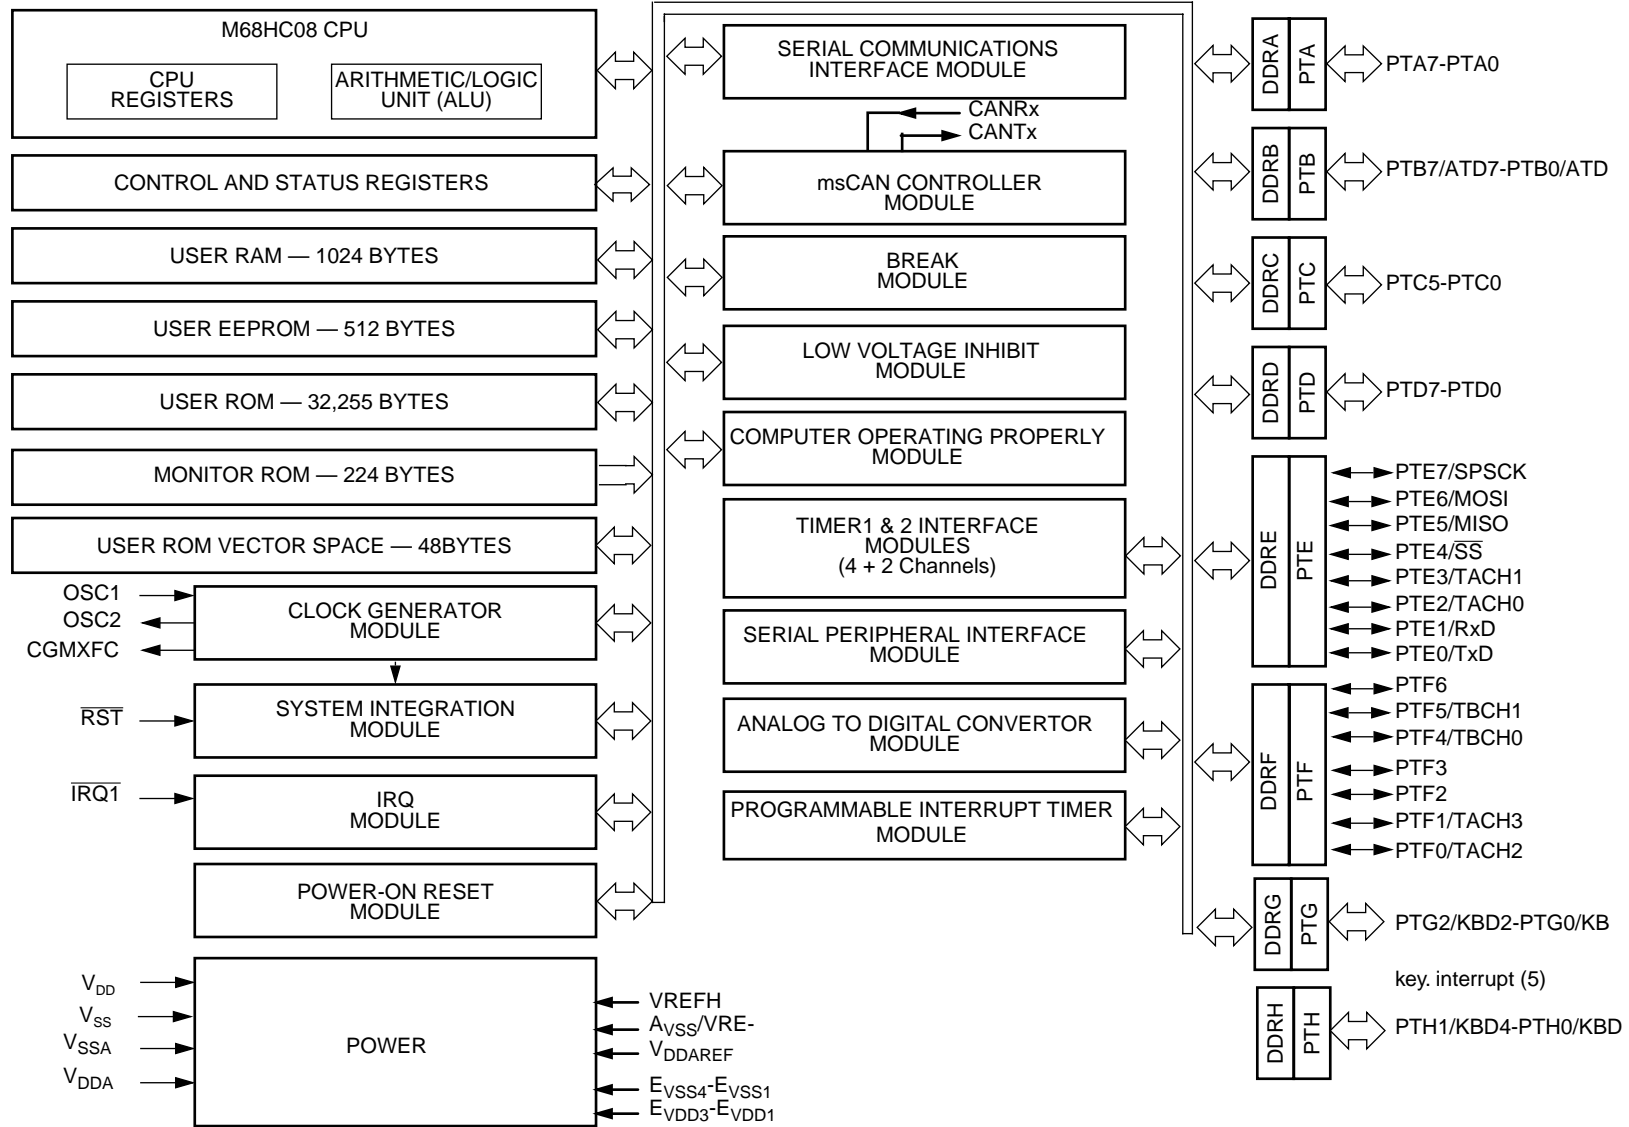 M68HC08 CPU
CPU
REGISTERS
ARITHMETIC/LOGIC
UNIT (ALU)
CONTROL AND STATUS REGISTERS
USER RAM — 1024 BYTES
USER EEPROM — 512 BYTES
USER ROM — 32,255 BYTES
MONITOR ROM — 224 BYTES
USER ROM VECTOR SPACE — 48BYTES
OSC1
OSC2
CGMXFC
CLOCK GENERATOR
MODULE
RST
SYSTEM INTEGRATION
MODULE
IRQ1
IRQ
MODULE
POWER-ON RESET
MODULE
VDD
VSS
VSSA
VDDA
POWER
VREFH
AVSS/VRE-
VDDAREF
EVSS4-EVSS1
EVDD3-EVDD1
SERIAL COMMUNICATIONS
INTERFACE MODULE
CANRx
CANTx
msCAN CONTROLLER
MODULE
BREAK
MODULE
LOW VOLTAGE INHIBIT
MODULE
COMPUTER OPERATING PROPERLY
MODULE
TIMER1 & 2 INTERFACE
MODULES
(4 + 2 Channels)
SERIAL PERIPHERAL INTERFACE
MODULE
ANALOG TO DIGITAL CONVERTOR
MODULE
PROGRAMMABLE INTERRUPT TIMER
MODULE
DDRA
PTA
PTA7-PTA0
DDRB
PTB
PTB7/ATD7-PTB0/ATD
DDRC
PTC
PTC5-PTC0
DDRD
PTD
PTD7-PTD0
DDRE
PTE
PTE7/SPSCK
PTE6/MOSI
PTE5/MISO
PTE4/SS
PTE3/TACH1
PTE2/TACH0
PTE1/RxD
PTE0/TxD
DDRF
PTF
PTF6
PTF5/TBCH1
PTF4/TBCH0
PTF3
PTF2
PTF1/TACH3
PTF0/TACH2
DDRG
PTG
PTG2/KBD2-PTG0/KB
key. interrupt (5)
DDRH
PTH
PTH1/KBD4-PTH0/KBD